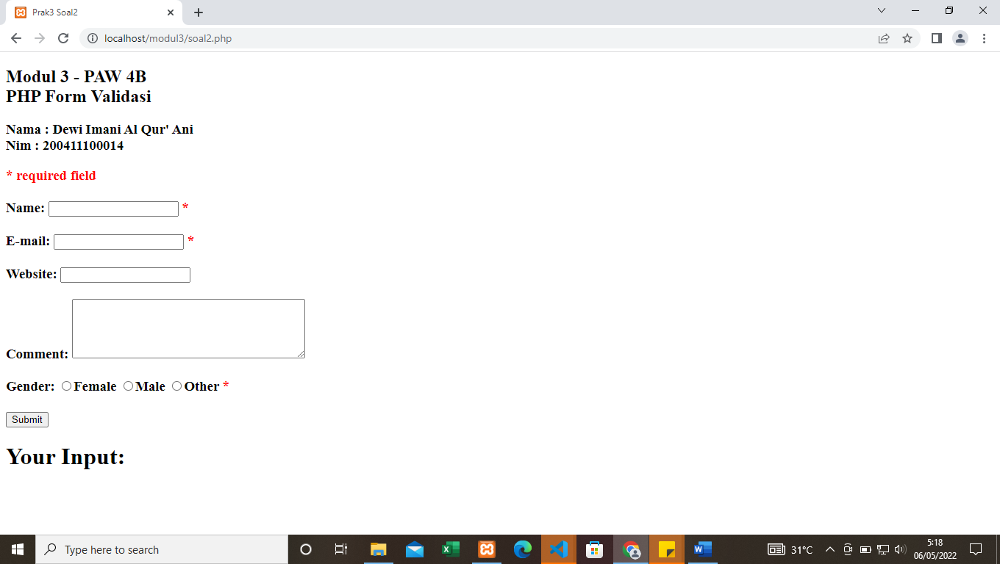 Prak3 Soal2
localhost/modul3/soal2.php
Modul 3 - PAW 4B
PHP Form Validasi
Nama : Dewi Imani Al Qur' Ani
Nim : 200411100014
* required field
Name: *
E-mail: *
Website:
Comment:
Gender: Female Male Other *
Submit
Your Input:
Type here to search
31°C
5:18
06/05/2022